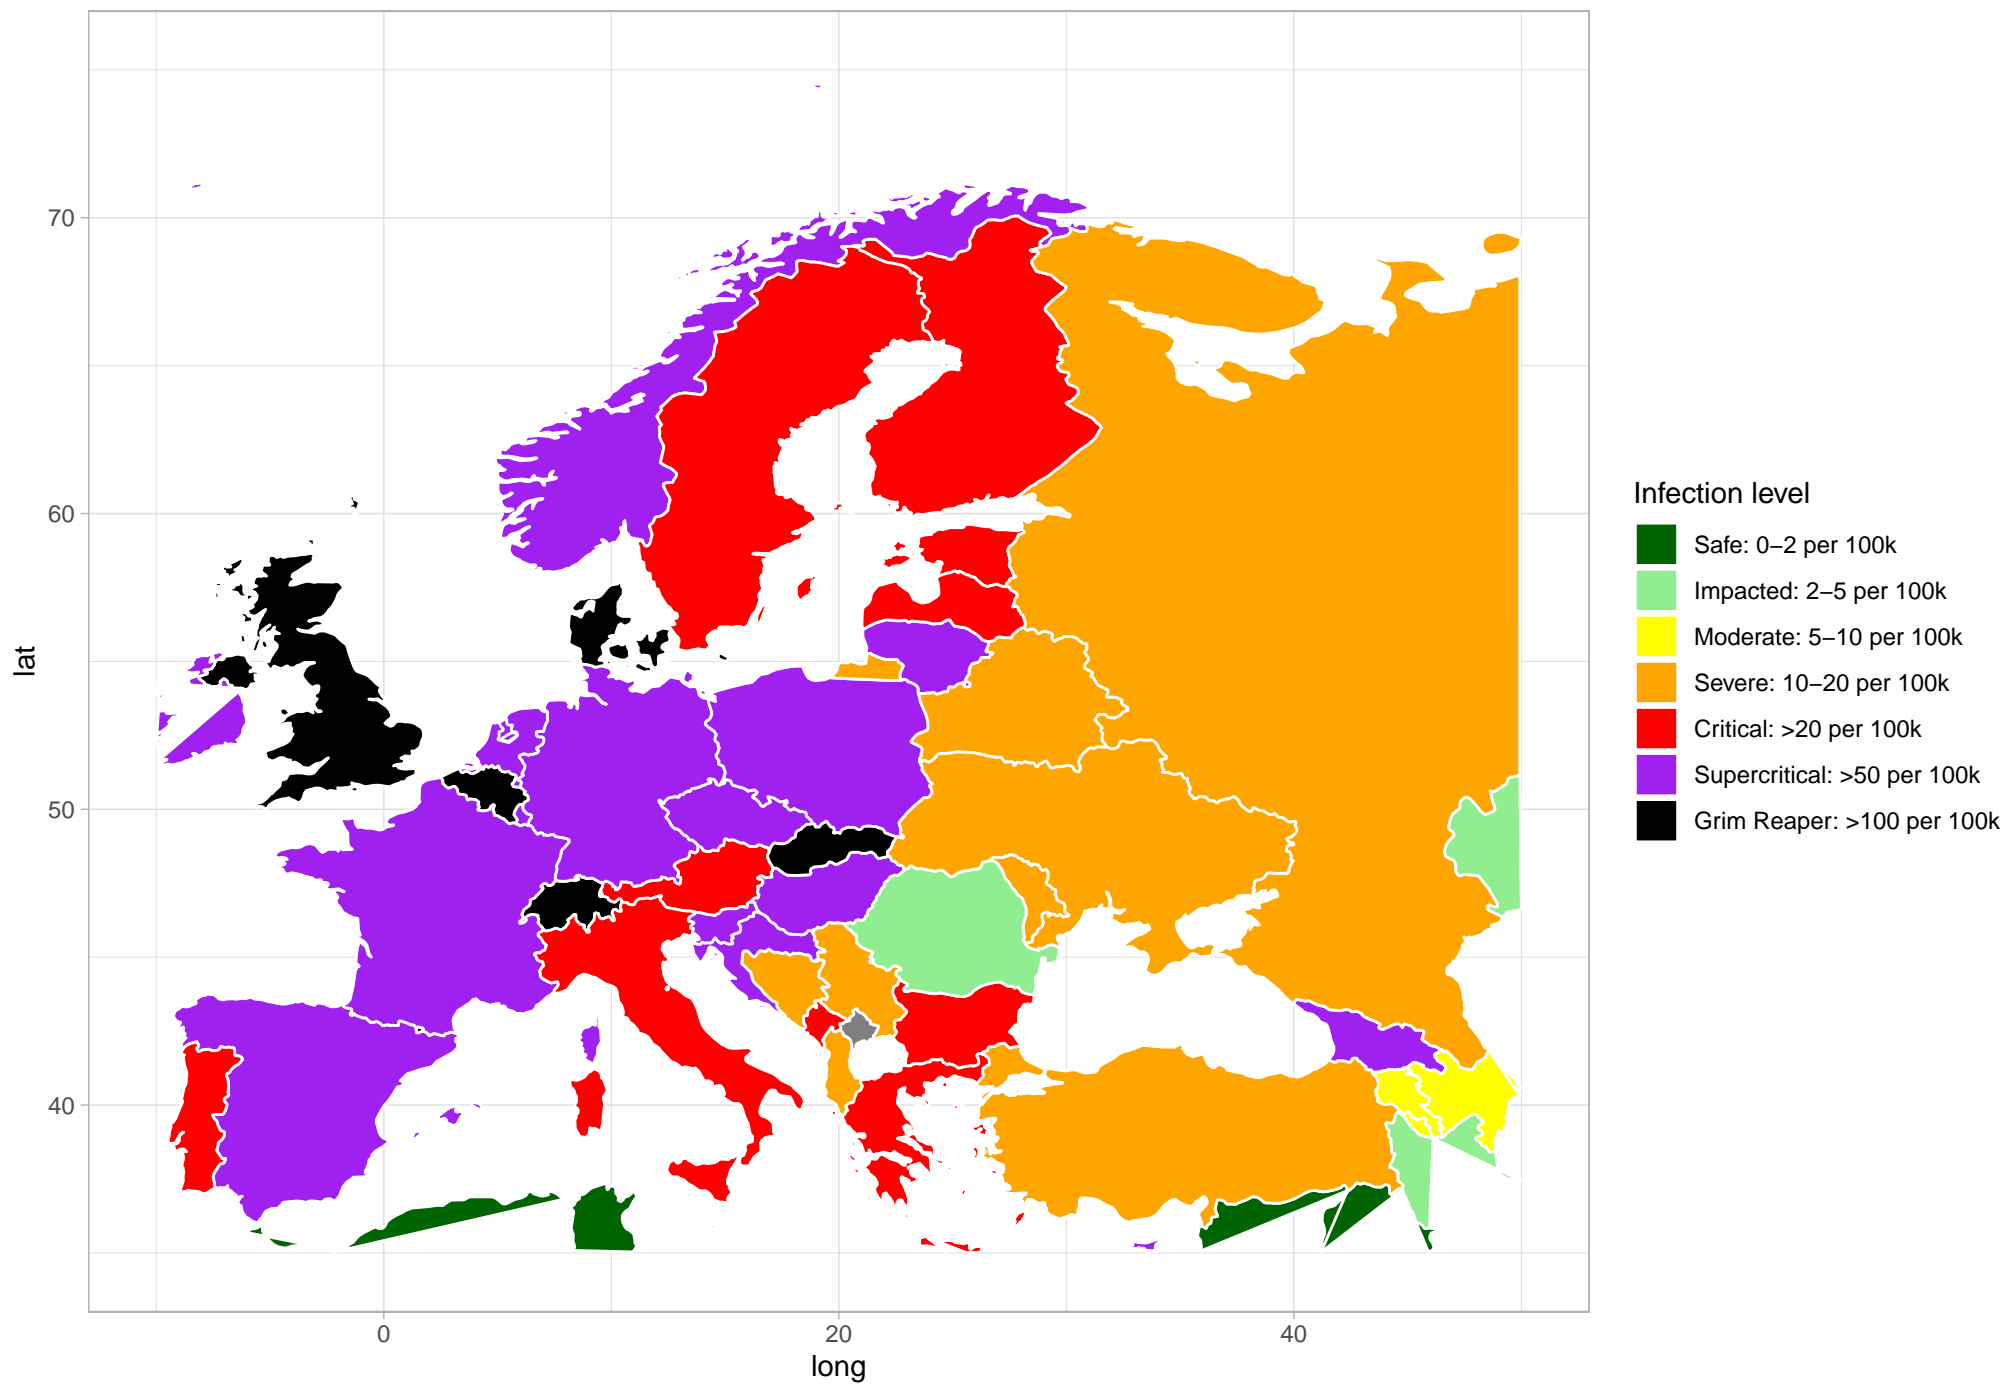 70
60
50
40
lat
0
20
40
long
Infection level
Safe: 0−2 per 100k
Impacted: 2−5 per 100k
Moderate: 5−10 per 100k
Severe: 10−20 per 100k
Critical: >20 per 100k
Supercritical: >50 per 100k
Grim Reaper: >100 per 100k